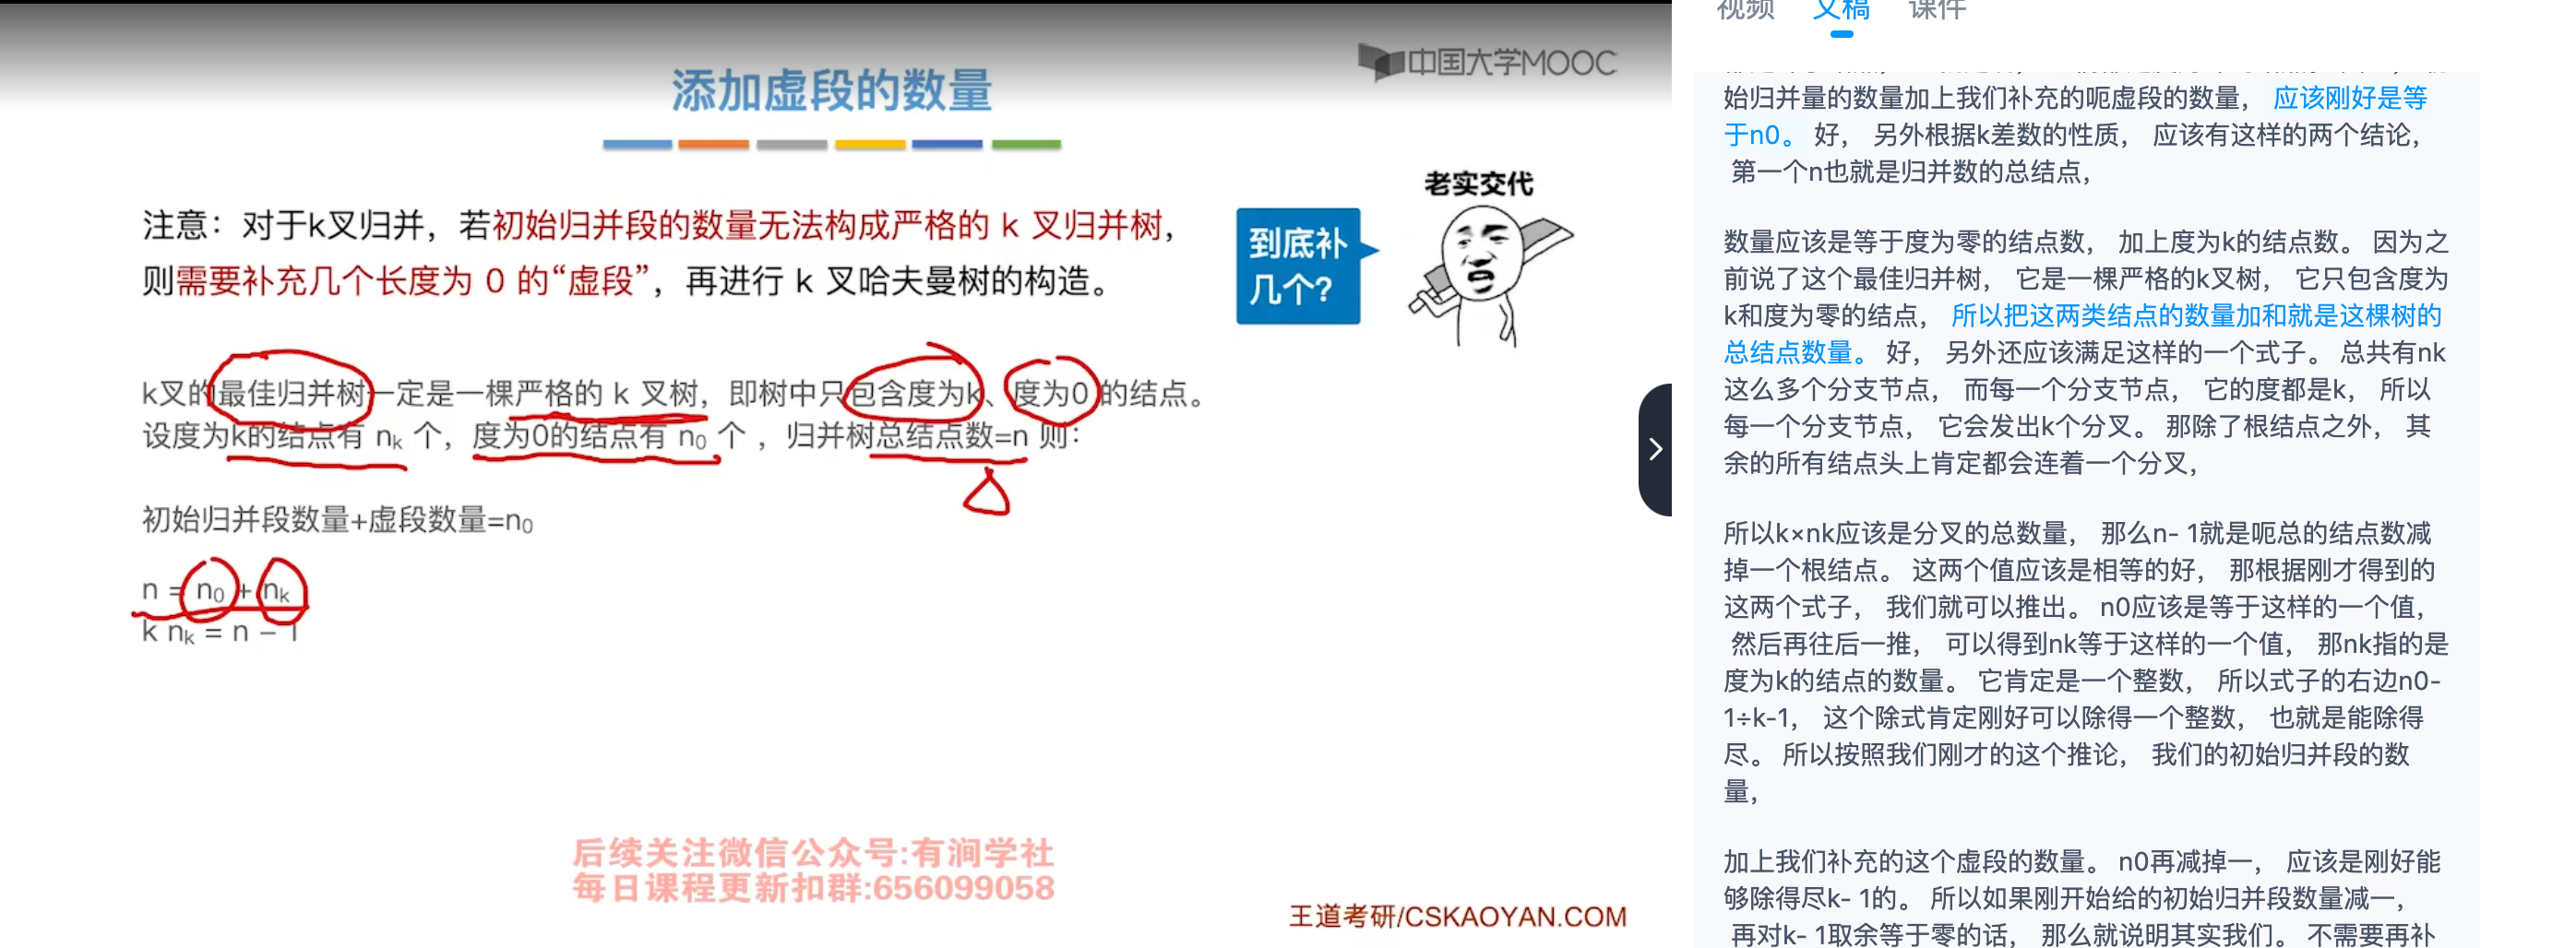 中国大学MOOC
添加虚段的数量
老实交代
到底补
几个?
注意：对于k叉归并，若初始归并段的数量无法构成严格的 k 叉归并树，
则需要补充几个长度为 0 的“虚段”，再进行 k 叉哈夫曼树的构造。
k叉的最佳归并树一定是一棵严格的 k 叉树，即树中只包含度为k、度为0 的结点。
设度为k的结点有 nk 个，度为0的结点有 n0 个 ，归并树总结点数=n 则：
初始归并段数量+虚段数量=n0
n = n0 + nk
k nk = n – 1
后续关注微信公众号:有涧学社
每日课程更新扣群:656099058
王道考研/CSKAOYAN.COM
视频 文稿 课件
始归并量的数量加上我们补充的呃虚段的数量， 应该刚好是等
于n0。 好， 另外根据k差数的性质， 应该有这样的两个结论，
第一个n也就是归并数的总结点，
数量应该是等于度为零的结点数， 加上度为k的结点数。 因为之
前说了这个最佳归并树， 它是一棵严格的k叉树， 它只包含度为
k和度为零的结点， 所以把这两类结点的数量加和就是这棵树的
总结点数量。 好， 另外还应该满足这样的一个式子。 总共有nk
这么多个分支节点， 而每一个分支节点， 它的度都是k， 所以
每一个分支节点， 它会发出k个分叉。 那除了根结点之外， 其
余的所有结点头上肯定都会连着一个分叉，
所以k×nk应该是分叉的总数量， 那么n- 1就是呃总的结点数减
掉一个根结点。 这两个值应该是相等的好， 那根据刚才得到的
这两个式子， 我们就可以推出。 n0应该是等于这样的一个值，
然后再往后一推， 可以得到nk等于这样的一个值， 那nk指的是
度为k的结点的数量。 它肯定是一个整数， 所以式子的右边n0-
1÷k-1， 这个除式肯定刚好可以除得一个整数， 也就是能除得
尽。 所以按照我们刚才的这个推论， 我们的初始归并段的数
量，
加上我们补充的这个虚段的数量。 n0再减掉一， 应该是刚好能
够除得尽k- 1的。 所以如果刚开始给的初始归并段数量减一，
再对k- 1取余等于零的话， 那么就说明其实我们。 不需要再补